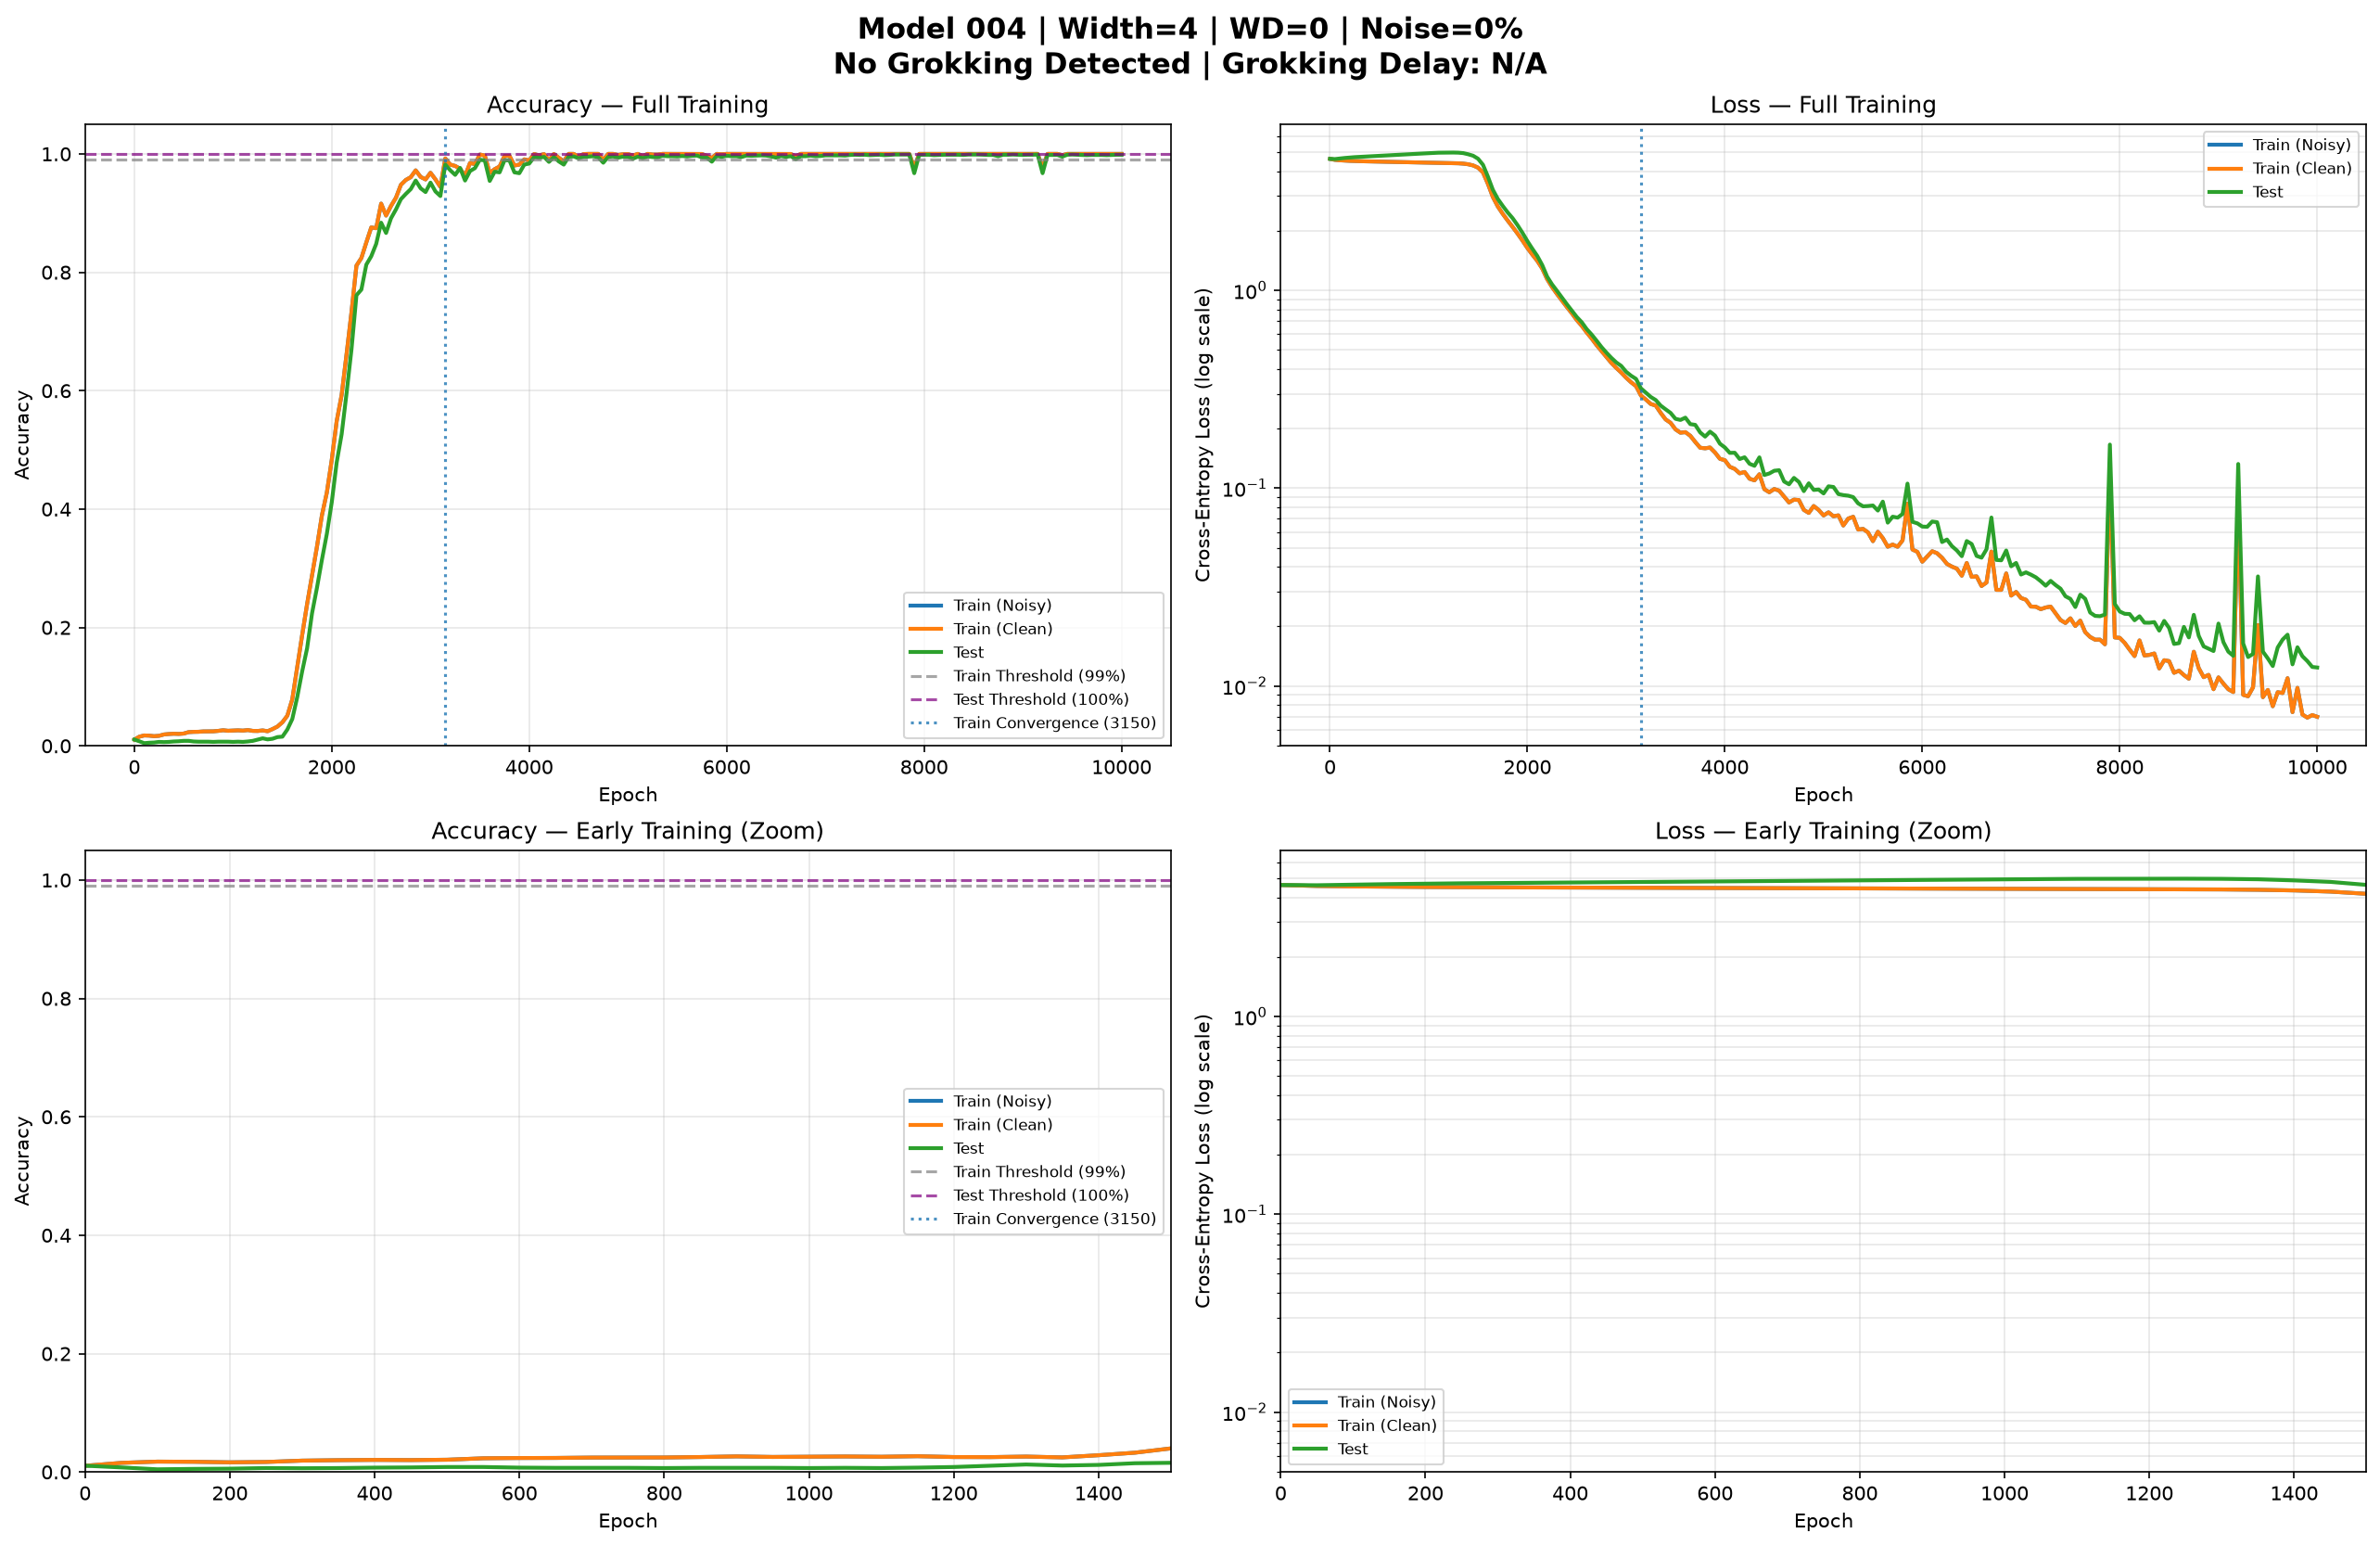 Model 004 | Width=4 | WD=0 | Noise=0%
No Grokking Detected | Grokking Delay: N/A
Accuracy — Full Training
Accuracy
1.0
0.8
0.6
0.4
0.2
0.0
Train (Noisy)
Train (Clean)
Test
Train Threshold (99%)
Test Threshold (100%)
Train Convergence (3150)
0 2000 4000 6000 8000 10000
Epoch
Loss — Full Training
Cross-Entropy Loss (log scale)
10⁰
10⁻¹
10⁻²
Train (Noisy)
Train (Clean)
Test
0 2000 4000 6000 8000 10000
Epoch
Accuracy — Early Training (Zoom)
Accuracy
1.0
0.8
0.6
0.4
0.2
0.0
Train (Noisy)
Train (Clean)
Test
Train Threshold (99%)
Test Threshold (100%)
Train Convergence (3150)
0 200 400 600 800 1000 1200 1400
Epoch
Loss — Early Training (Zoom)
Cross-Entropy Loss (log scale)
10⁰
10⁻¹
10⁻²
Train (Noisy)
Train (Clean)
Test
0 200 400 600 800 1000 1200 1400
Epoch